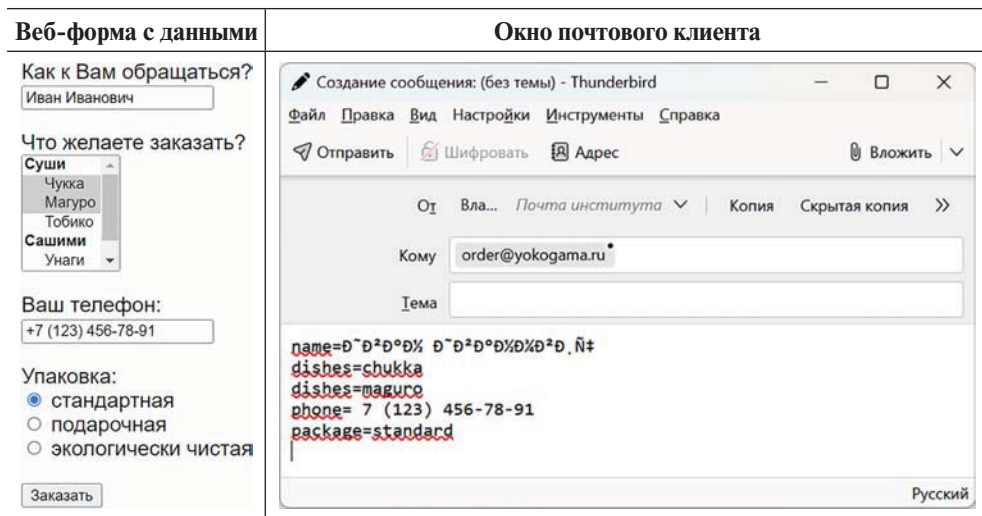 Веб-форма с данными
Окно почтового клиента
Как к Вам обращаться?
Иван Иванович
Что желаете заказать?
Суши
Чукка
Магуро
Тобико
Сашими
Унаги
Ваш телефон:
+7 (123) 456-78-91
Упаковка:
стандартная
подарочная
экологически чистая
Заказать
Создание сообщения: (без темы) - Thunderbird
Файл Правка Вид Настройки Инструменты Справка
Отправить Шифровать Адрес Вложить
От Вла... Почта института Копия Скрытая копия
Кому order@yokogama.ru
Тема
name=Ð˜Ð²Ð°Ð½ Ð˜Ð²Ð°Ð½Ð¾Ð²Ð¸Ñ‡
dishes=chukka
dishes=maguro
phone= 7 (123) 456-78-91
package=standard
Русский